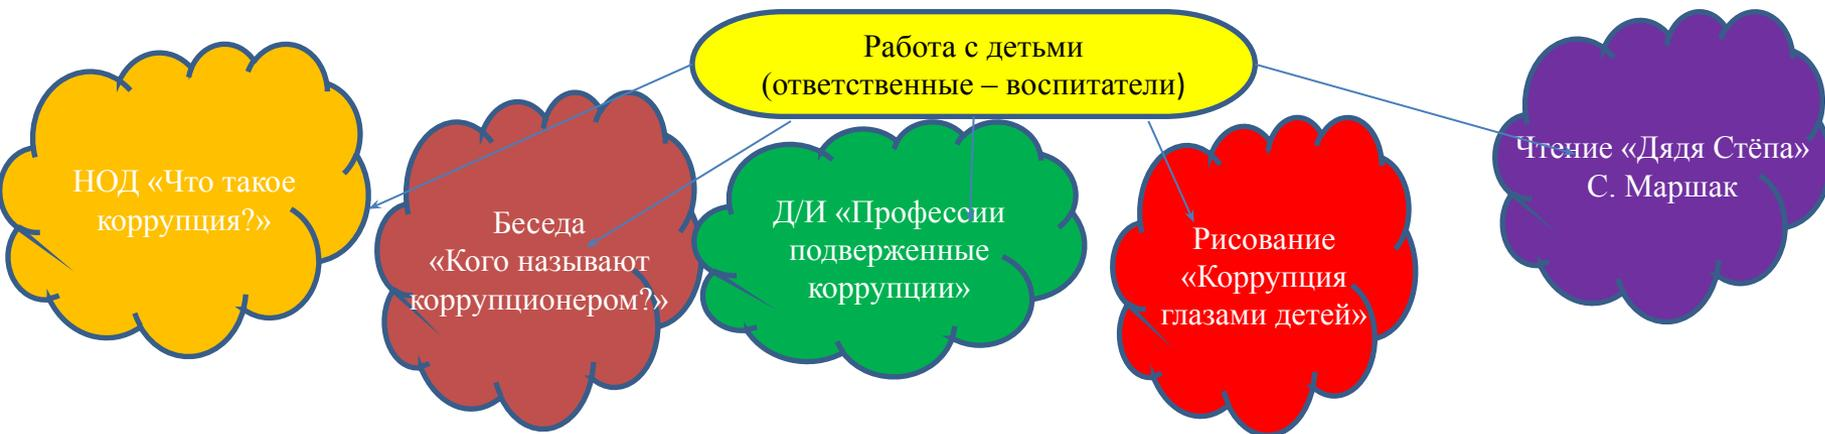 Работа с детьми
(ответственные – воспитатели)
НОД «Что такое
коррупция?»
Беседа
«Кого называют
коррупционером?»
Д/И «Профессии
подверженные
коррупции»
Рисование
«Коррупция
глазами детей»
Чтение «Дядя Стёпа»
С. Маршак